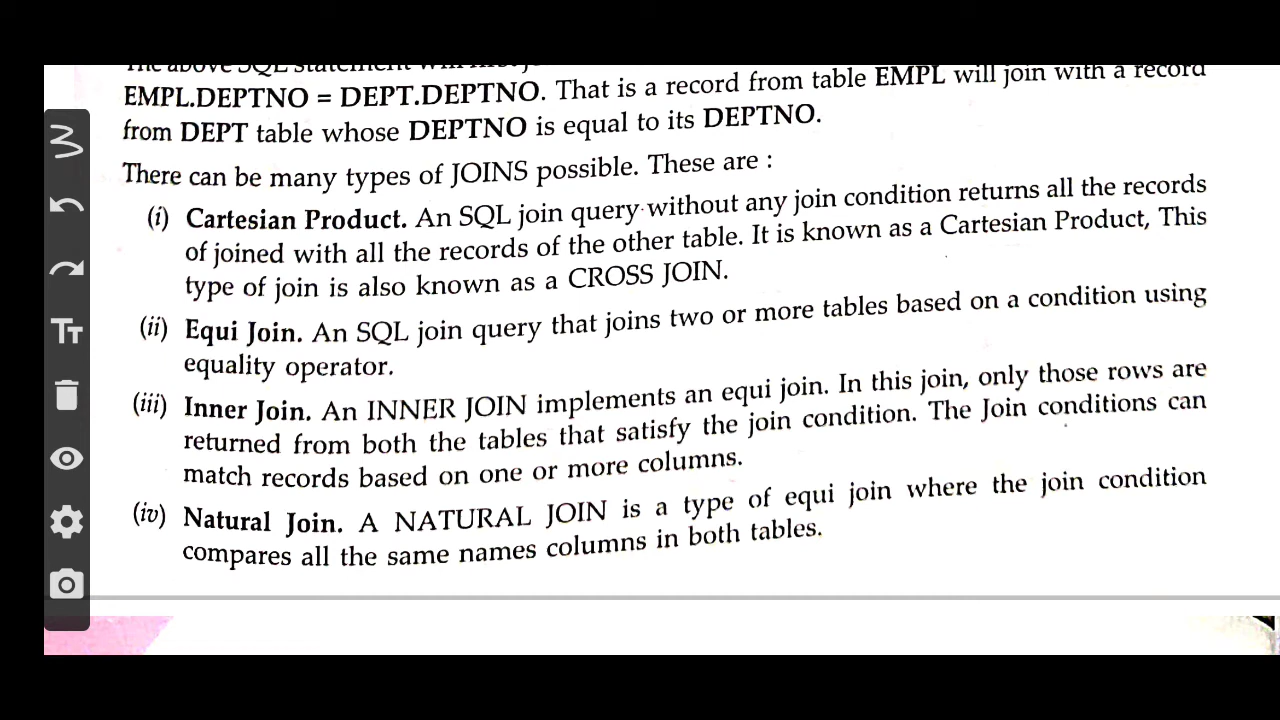 The above SQL statement will
EMPL.DEPTNO = DEPT.DEPTNO. That is a record from table EMPL will join with a record
from DEPT table whose DEPTNO is equal to its DEPTNO.
There can be many types of JOINS possible. These are :
(i) Cartesian Product. An SQL join query without any join condition returns all the records
of joined with all the records of the other table. It is known as a Cartesian Product, This
type of join is also known as a CROSS JOIN.
(ii) Equi Join. An SQL join query that joins two or more tables based on a condition using
equality operator.
(iii) Inner Join. An INNER JOIN implements an equi join. In this join, only those rows are
returned from both the tables that satisfy the join condition. The Join conditions can
match records based on one or more columns.
(iv) Natural Join. A NATURAL JOIN is a type of equi join where the join condition
compares all the same names columns in both tables.
TT